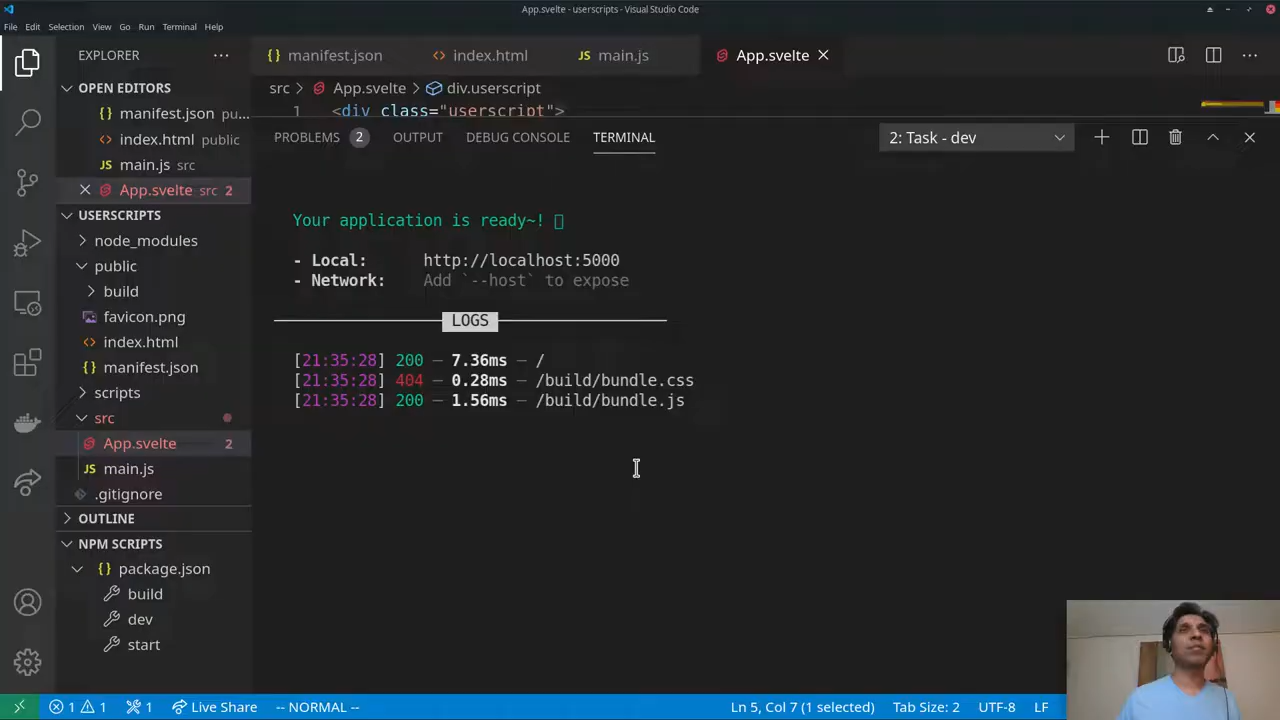 App.svelte - userscripts - Visual Studio Code
File Edit Selection View Go Run Terminal Help
EXPLORER
OPEN EDITORS
manifest.json pu...
index.html public
main.js src
App.svelte src 2
USERSCRIPTS
node_modules
public
build
favicon.png
index.html
manifest.json
scripts
src
App.svelte 2
main.js
.gitignore
OUTLINE
NPM SCRIPTS
package.json
build
dev
start
manifest.json index.html JS main.js App.svelte
src > App.svelte > div.userscript
1 <div class="userscript">
PROBLEMS 2 OUTPUT DEBUG CONSOLE TERMINAL 2: Task - dev
Your application is ready~!
- Local: http://localhost:5000
- Network: Add `--host` to expose
LOGS
[21:35:28] 200 — 7.36ms — /
[21:35:28] 404 — 0.28ms — /build/bundle.css
[21:35:28] 200 — 1.56ms — /build/bundle.js
1 1 1 Live Share -- NORMAL -- Ln 5, Col 7 (1 selected) Tab Size: 2 UTF-8 LF